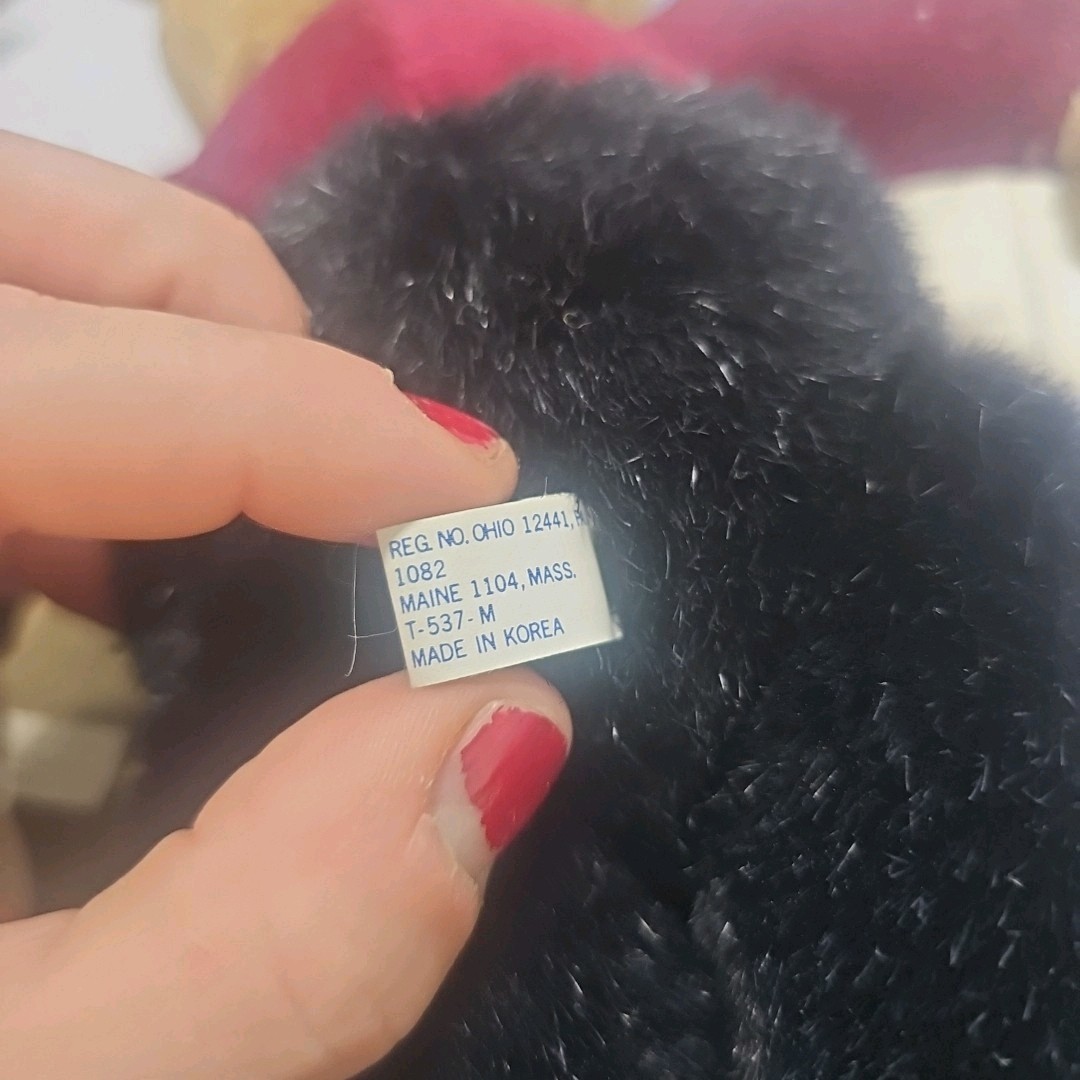 REG. NO. OHIO 12441,
1082
MAINE 1104, MASS.
T-537-M
MADE IN KOREA